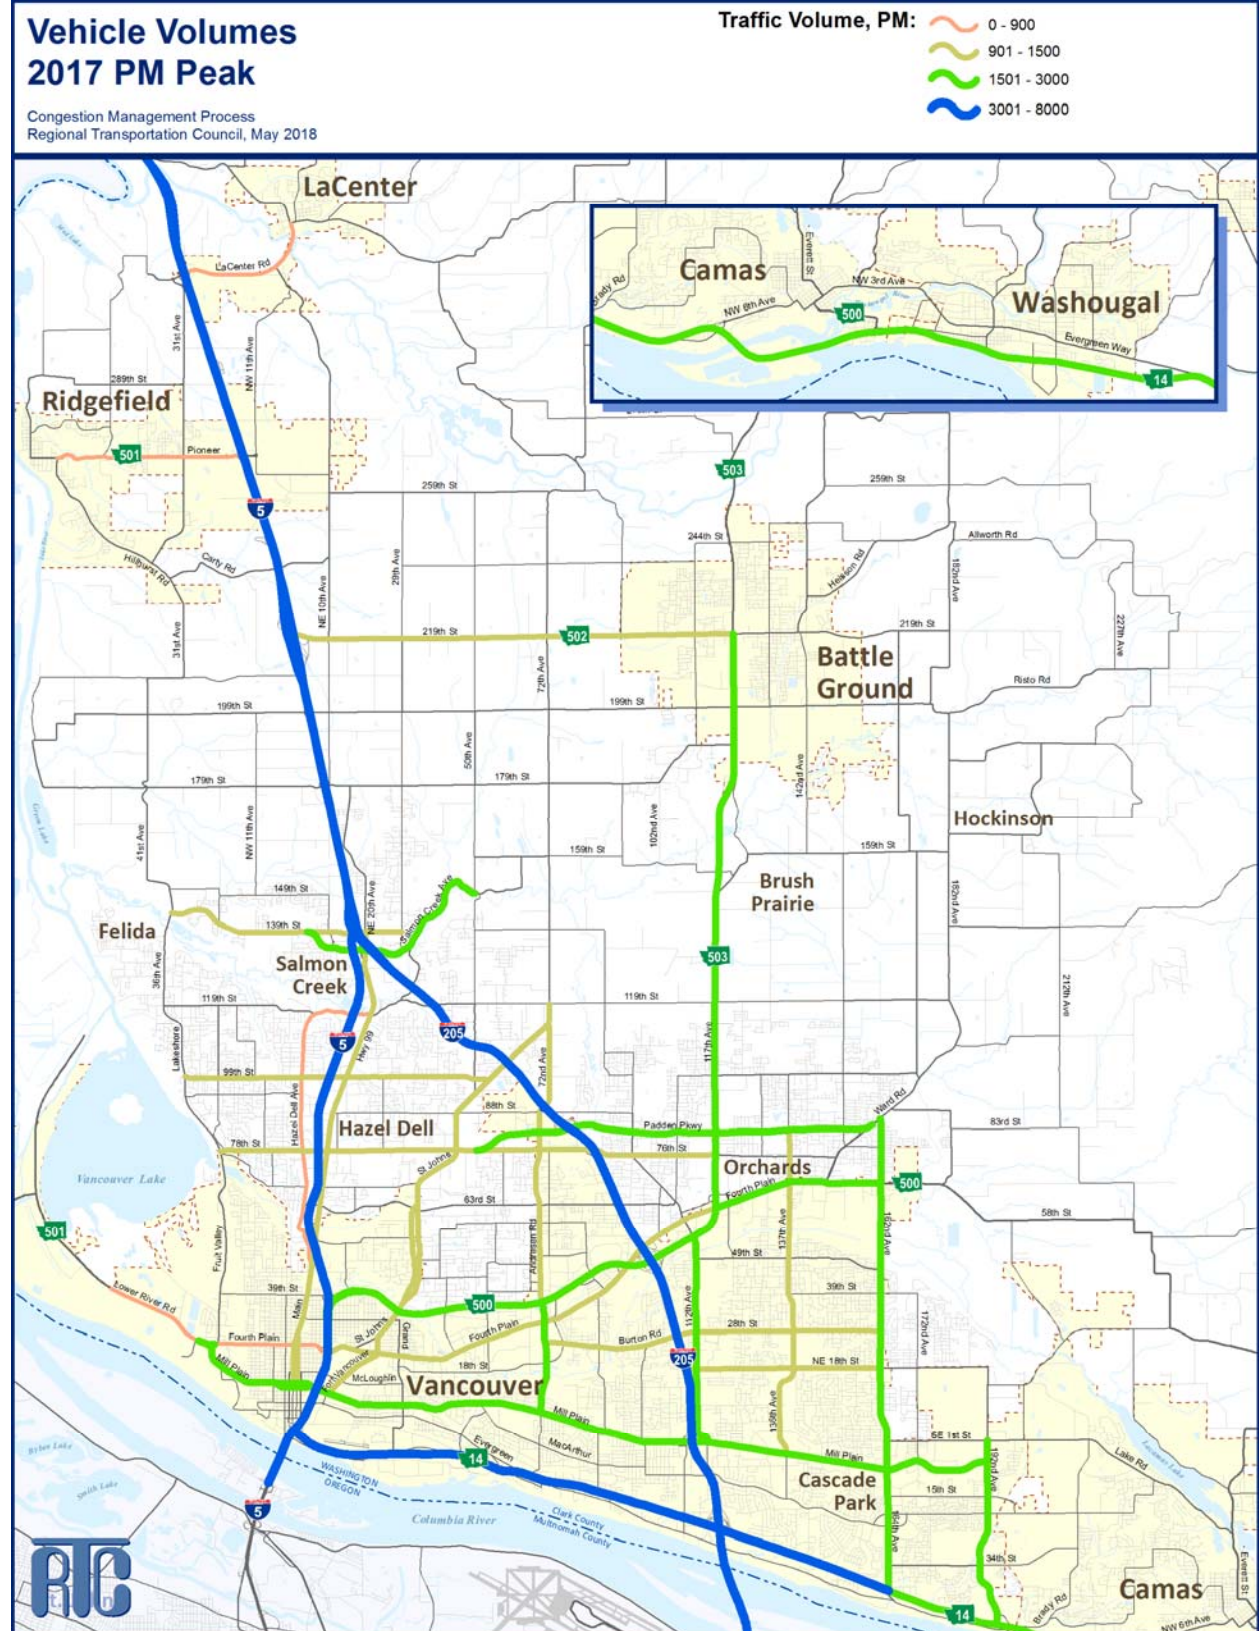 Vehicle Volumes
2017 PM Peak
Congestion Management Process
Regional Transportation Council, May 2018
Traffic Volume, PM:
0 - 900
901 - 1500
1501 - 3000
3001 - 8000
LaCenter
LaCenter Rd
31st Ave
NW 11th Ave
289th St
Ridgefield
501
Pioneer
5
Camas
Everett St
Brady Rd
NW 6th Ave
NW 3rd Ave
500
Washougal
Evergreen Way
14
503
259th St
259th St
244th St
Allworth Rd
Hillhurst Rd
Carty Rd
NE 10th Ave
29th Ave
Heisson Rd
182nd Ave
227th Ave
31st Ave
219th St
502
219th St
72nd Ave
Battle
Ground
Risto Rd
199th St
199th St
50th Ave
179th St
179th St
142nd Ave
Green Lake
41st Ave
NW 11th Ave
102nd Ave
Hockinson
159th St
159th St
149th St
NE 20th Ave
Salmon Creek Ave
Brush
Prairie
182nd Ave
Felida
139th St
Salmon
Creek
503
36th Ave
212th Ave
119th St
119th St
Lakeshore
5
Hwy 99
205
117th Ave
72nd Ave
99th St
Hazel Dell Ave
88th St
Ward Rd
Hazel Dell
Padden Pkwy
83rd St
78th St
St Johns
76th St
Orchards
Vancouver Lake
63rd St
Fourth Plain
500
501
58th St
Fruit Valley
Andresen Rd
137th Ave
162nd Ave
49th St
Lower River Rd
39th St
39th St
Main
500
112th Ave
St Johns
Grand
Fourth Plain
Fourth Plain
28th St
172nd Ave
Burton Rd
205
Mill Plain
Fort Vancouver
18th St
NE 18th St
McLoughlin
Vancouver
136th Ave
Mill Plain
Evergreen
MacArthur
Mill Plain
SE 1st St
192nd Ave
Lake Rd
Lacamas Lake
14
WASHINGTON
OREGON
Cascade
Park
15th St
Smith Lake
5
Columbia River
Clark County
Multnomah County
164th Ave
34th St
Camas
Everett St
14
Brady Rd
NW 6th Ave
RTC